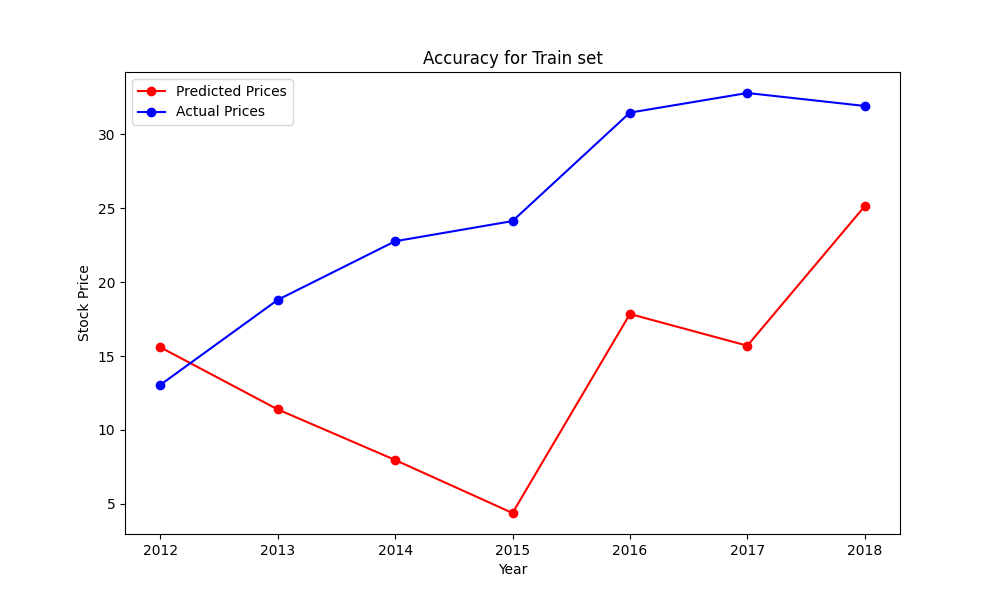 Accuracy for Train set
Predicted Prices
Actual Prices
Stock Price
30
25
20
15
10
5
2012 2013 2014 2015 2016 2017 2018
Year